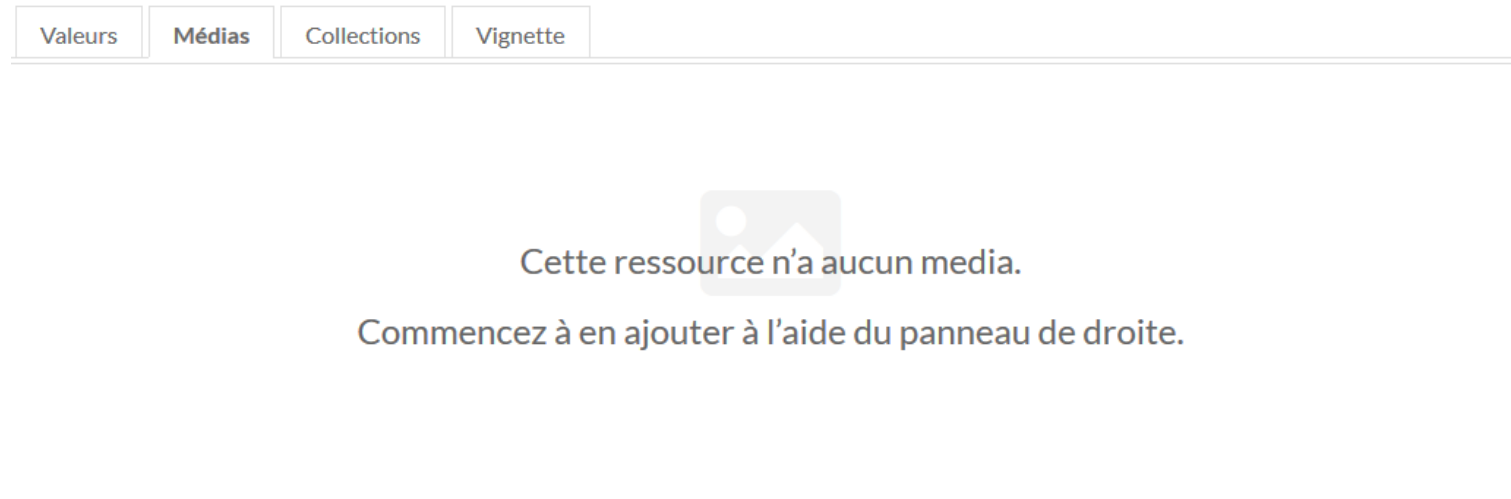 Valeurs Médias Collections Vignette
Cette ressource n’a aucun media.
Commencez à en ajouter à l’aide du panneau de droite.